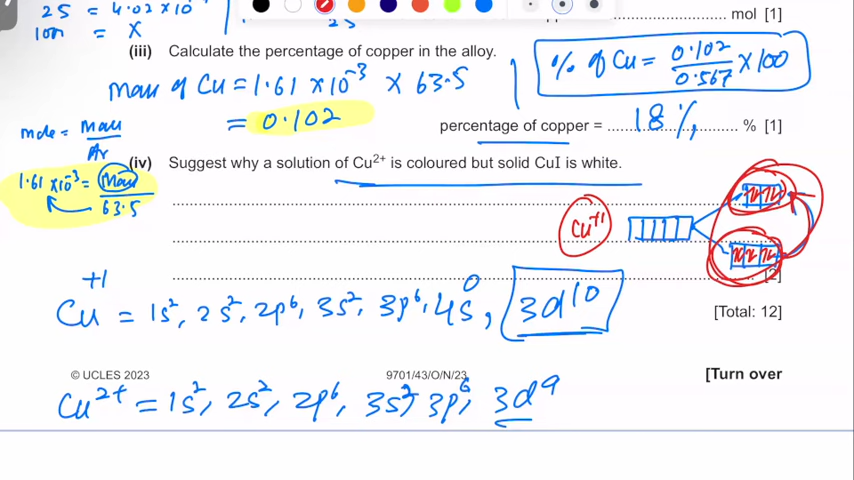 2S = 4.02 × 10
2S
mol [1]
100 = X
(iii) Calculate the percentage of copper in the alloy.
mass of Cu = 1.61 × 10⁻³ × 63.5
= 0.102
% of Cu = 0.102 / 0.567 × 100
percentage of copper = .......... 18% .......... % [1]
mole = Mass / Ar
(iv) Suggest why a solution of Cu²⁺ is coloured but solid CuI is white.
1.61 × 10⁻³ = Mass / 63.5
Cu⁺¹
[2]
Cu⁺¹ = 1s², 2s², 2p⁶, 3s², 3p⁶, 4s⁰, 3d¹⁰
[Total: 12]
© UCLES 2023
9701/43/O/N/23
[Turn over
Cu²⁺ = 1s², 2s², 2p⁶, 3s², 3p⁶, 3d⁹